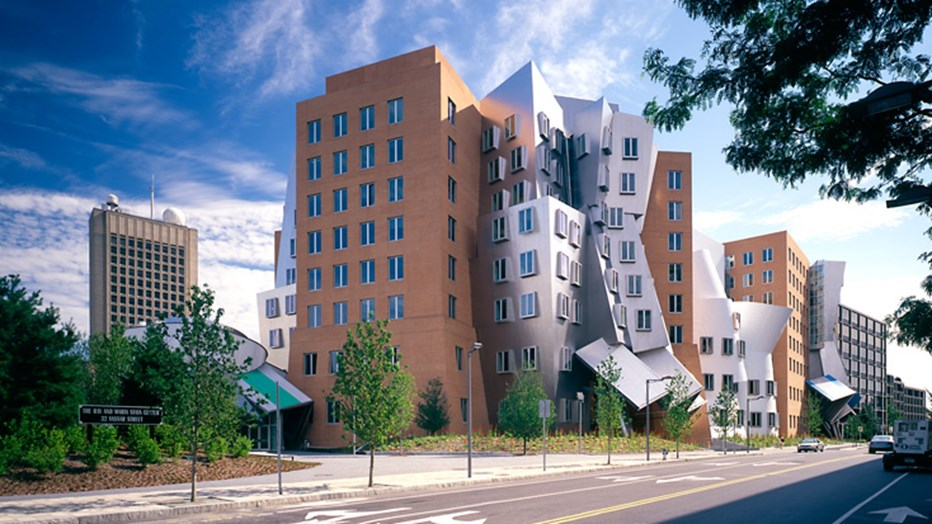 THE RAY AND MARIA STATA CENTER
32 VASSAR STREET